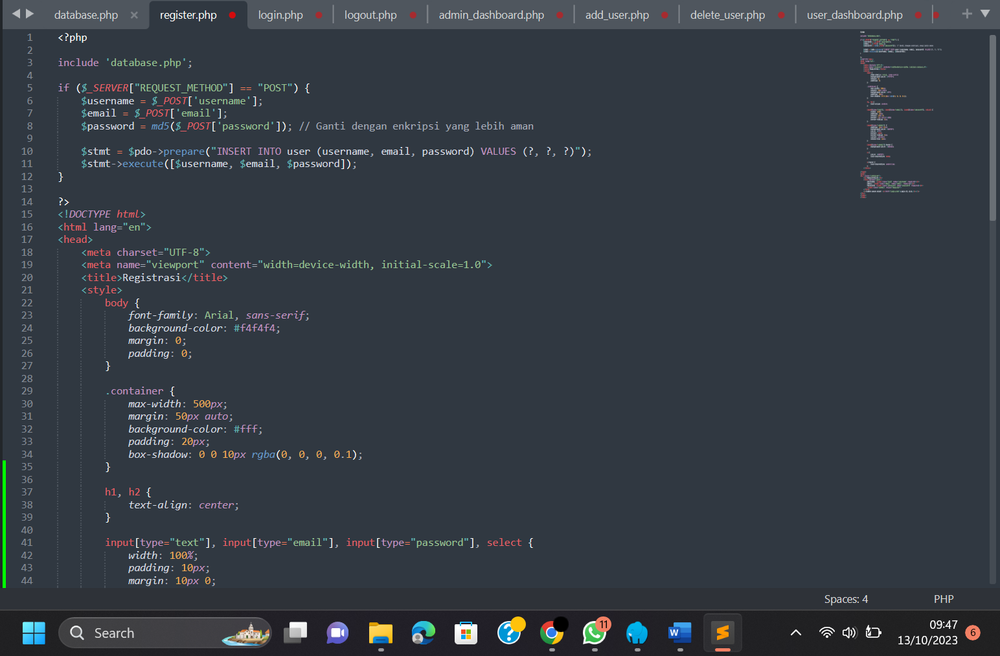 database.php × register.php login.php logout.php admin_dashboard.php add_user.php delete_user.php user_dashboard.php
1 <?php
2
3 include 'database.php';
4
5 if ($_SERVER["REQUEST_METHOD"] == "POST") {
6 $username = $_POST['username'];
7 $email = $_POST['email'];
8 $password = md5($_POST['password']); // Ganti dengan enkripsi yang lebih aman
9
10 $stmt = $pdo->prepare("INSERT INTO user (username, email, password) VALUES (?, ?, ?)");
11 $stmt->execute([$username, $email, $password]);
12 }
13
14 ?>
15 <!DOCTYPE html>
16 <html lang="en">
17 <head>
18 <meta charset="UTF-8">
19 <meta name="viewport" content="width=device-width, initial-scale=1.0">
20 <title>Registrasi</title>
21 <style>
22 body {
23 font-family: Arial, sans-serif;
24 background-color: #f4f4f4;
25 margin: 0;
26 padding: 0;
27 }
28
29 .container {
30 max-width: 500px;
31 margin: 50px auto;
32 background-color: #fff;
33 padding: 20px;
34 box-shadow: 0 0 10px rgba(0, 0, 0, 0.1);
35 }
36
37 h1, h2 {
38 text-align: center;
39 }
40
41 input[type="text"], input[type="email"], input[type="password"], select {
42 width: 100%;
43 padding: 10px;
44 margin: 10px 0;
Spaces: 4 PHP
Search
11
W
09:47
13/10/2023
6